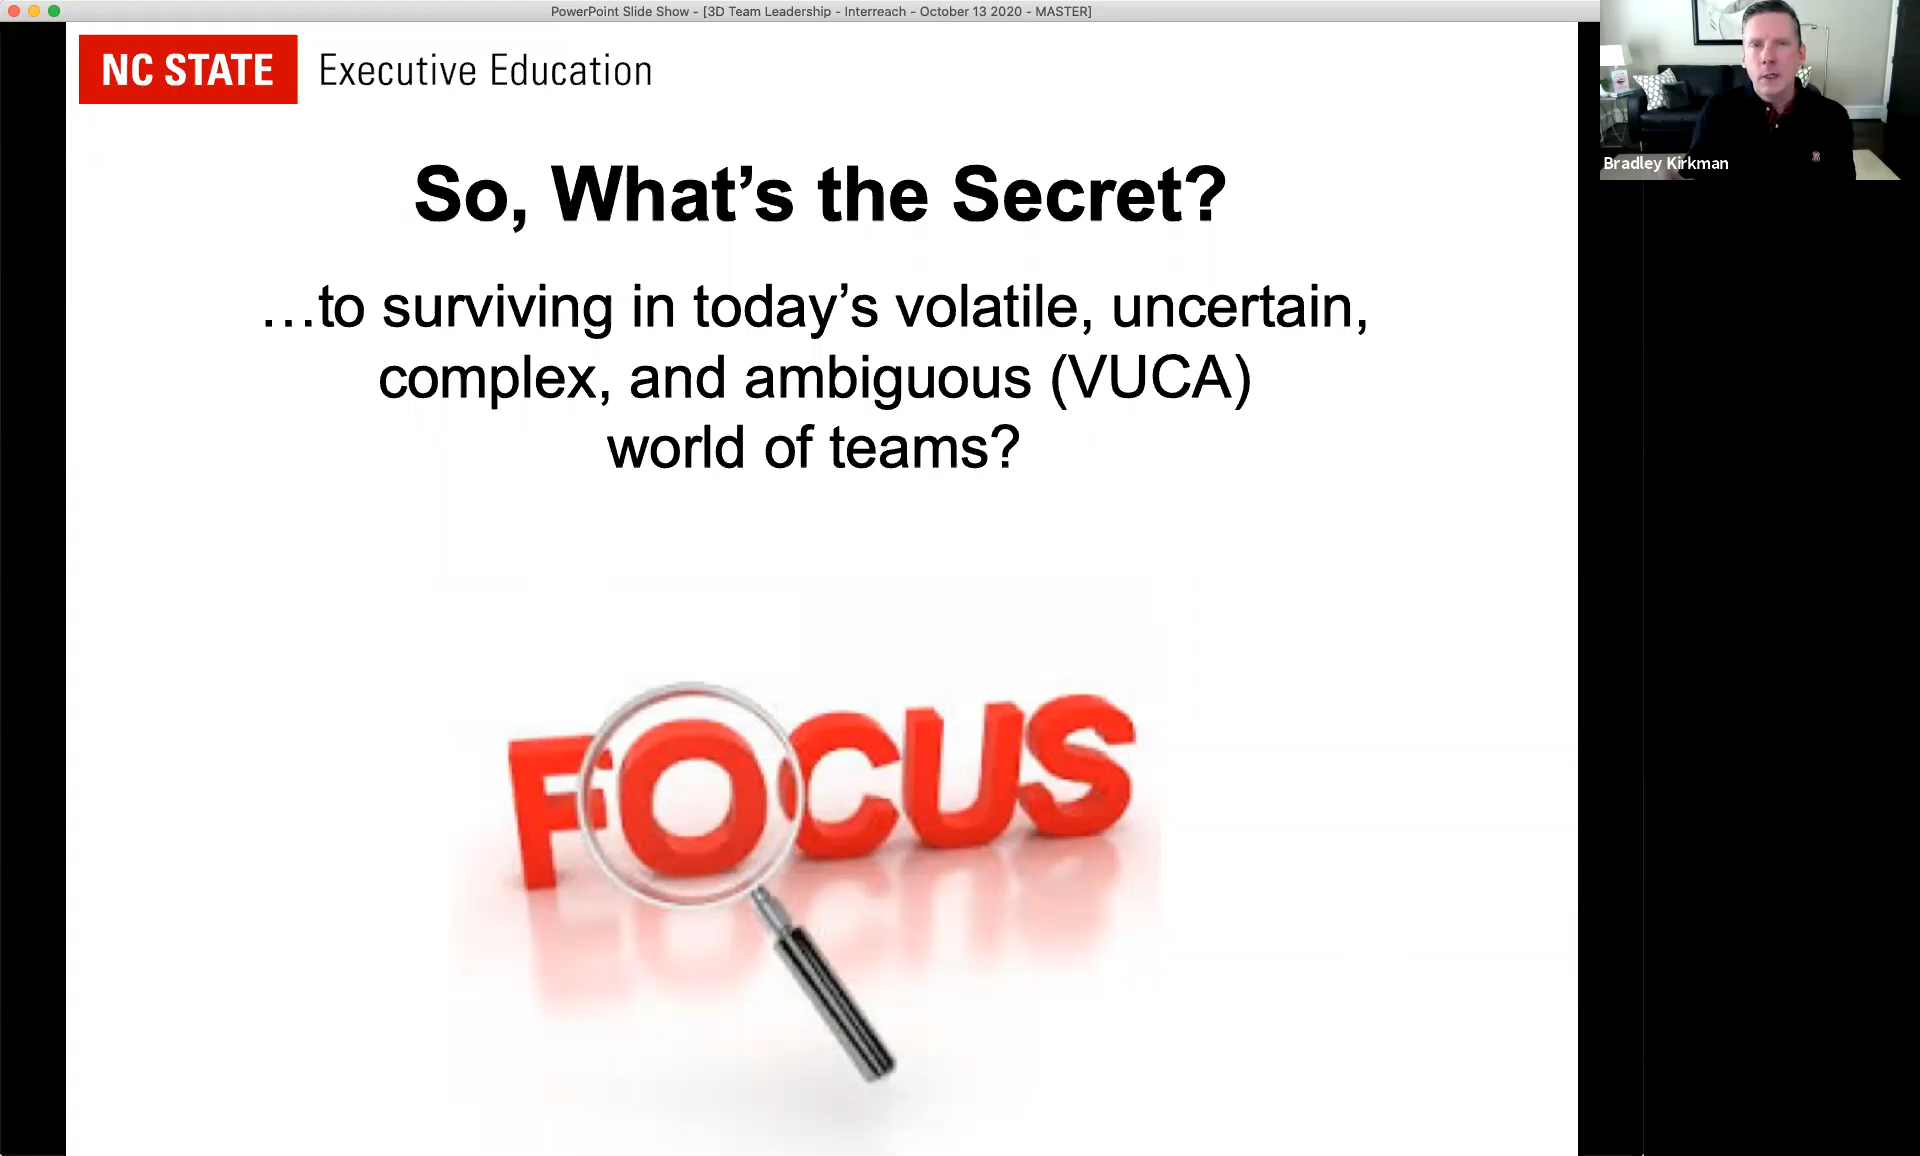 PowerPoint Slide Show - [3D Team Leadership - Interreach - October 13 2020 - MASTER]
NC STATE Executive Education
Bradley Kirkman
So, What’s the Secret?
…to surviving in today’s volatile, uncertain,
complex, and ambiguous (VUCA)
world of teams?
FOCUS